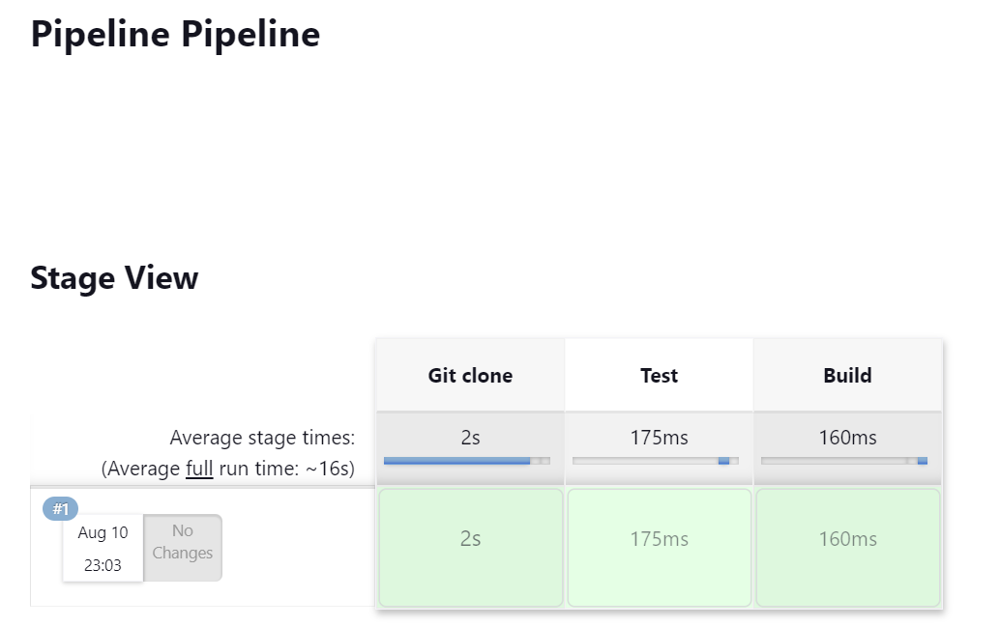 Pipeline Pipeline
Stage View
Git clone Test Build
Average stage times: 2s 175ms 160ms
(Average full run time: ~16s)
#1
Aug 10 No
Changes
23:03
2s 175ms 160ms